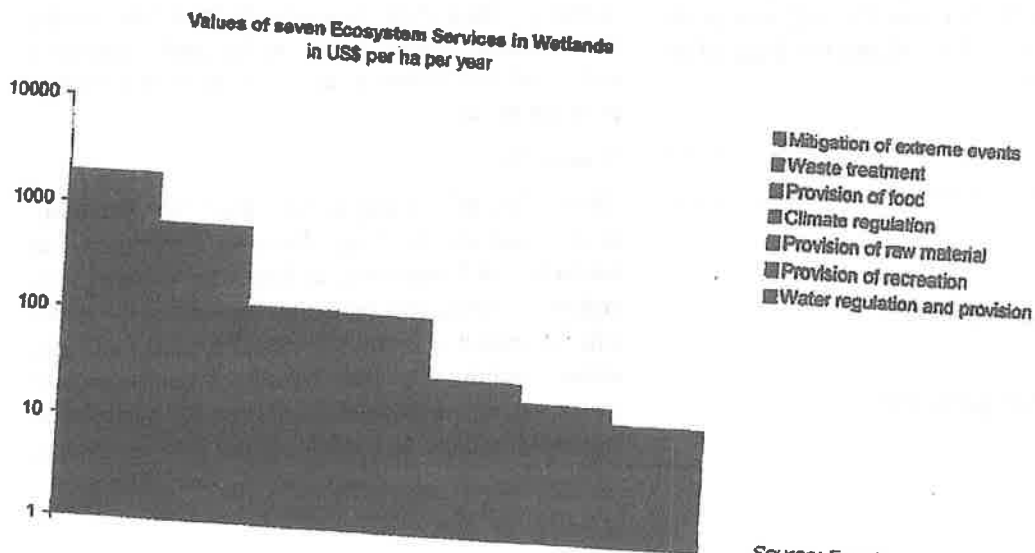 Values of seven Ecosystem Services in Wetlands
in US$ per ha per year
10000
1000
100
10
1
Mitigation of extreme events
Waste treatment
Provision of food
Climate regulation
Provision of raw material
Provision of recreation
Water regulation and provision